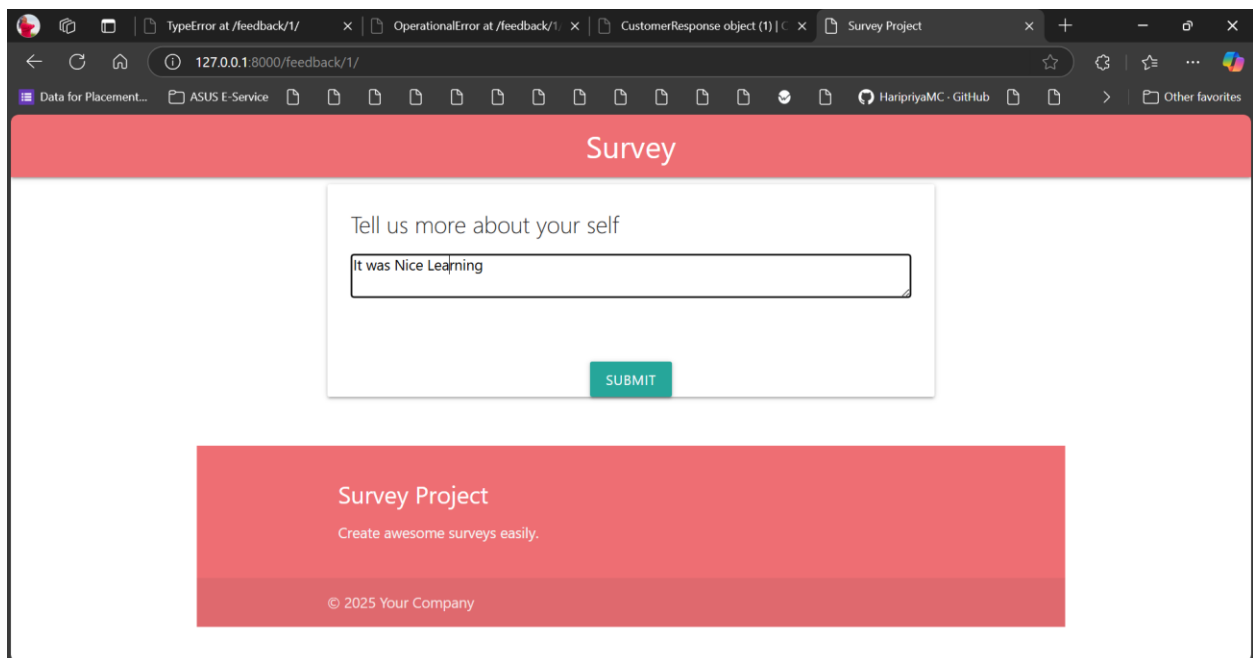 TypeError at /feedback/1/
OperationalError at /feedback/1/
CustomerResponse object (1) | C
Survey Project
127.0.0.1:8000/feedback/1/
Data for Placement...
ASUS E-Service
HaripriyaMC · GitHub
Other favorites
Survey
Tell us more about your self
It was Nice Learning
SUBMIT
Survey Project
Create awesome surveys easily.
© 2025 Your Company